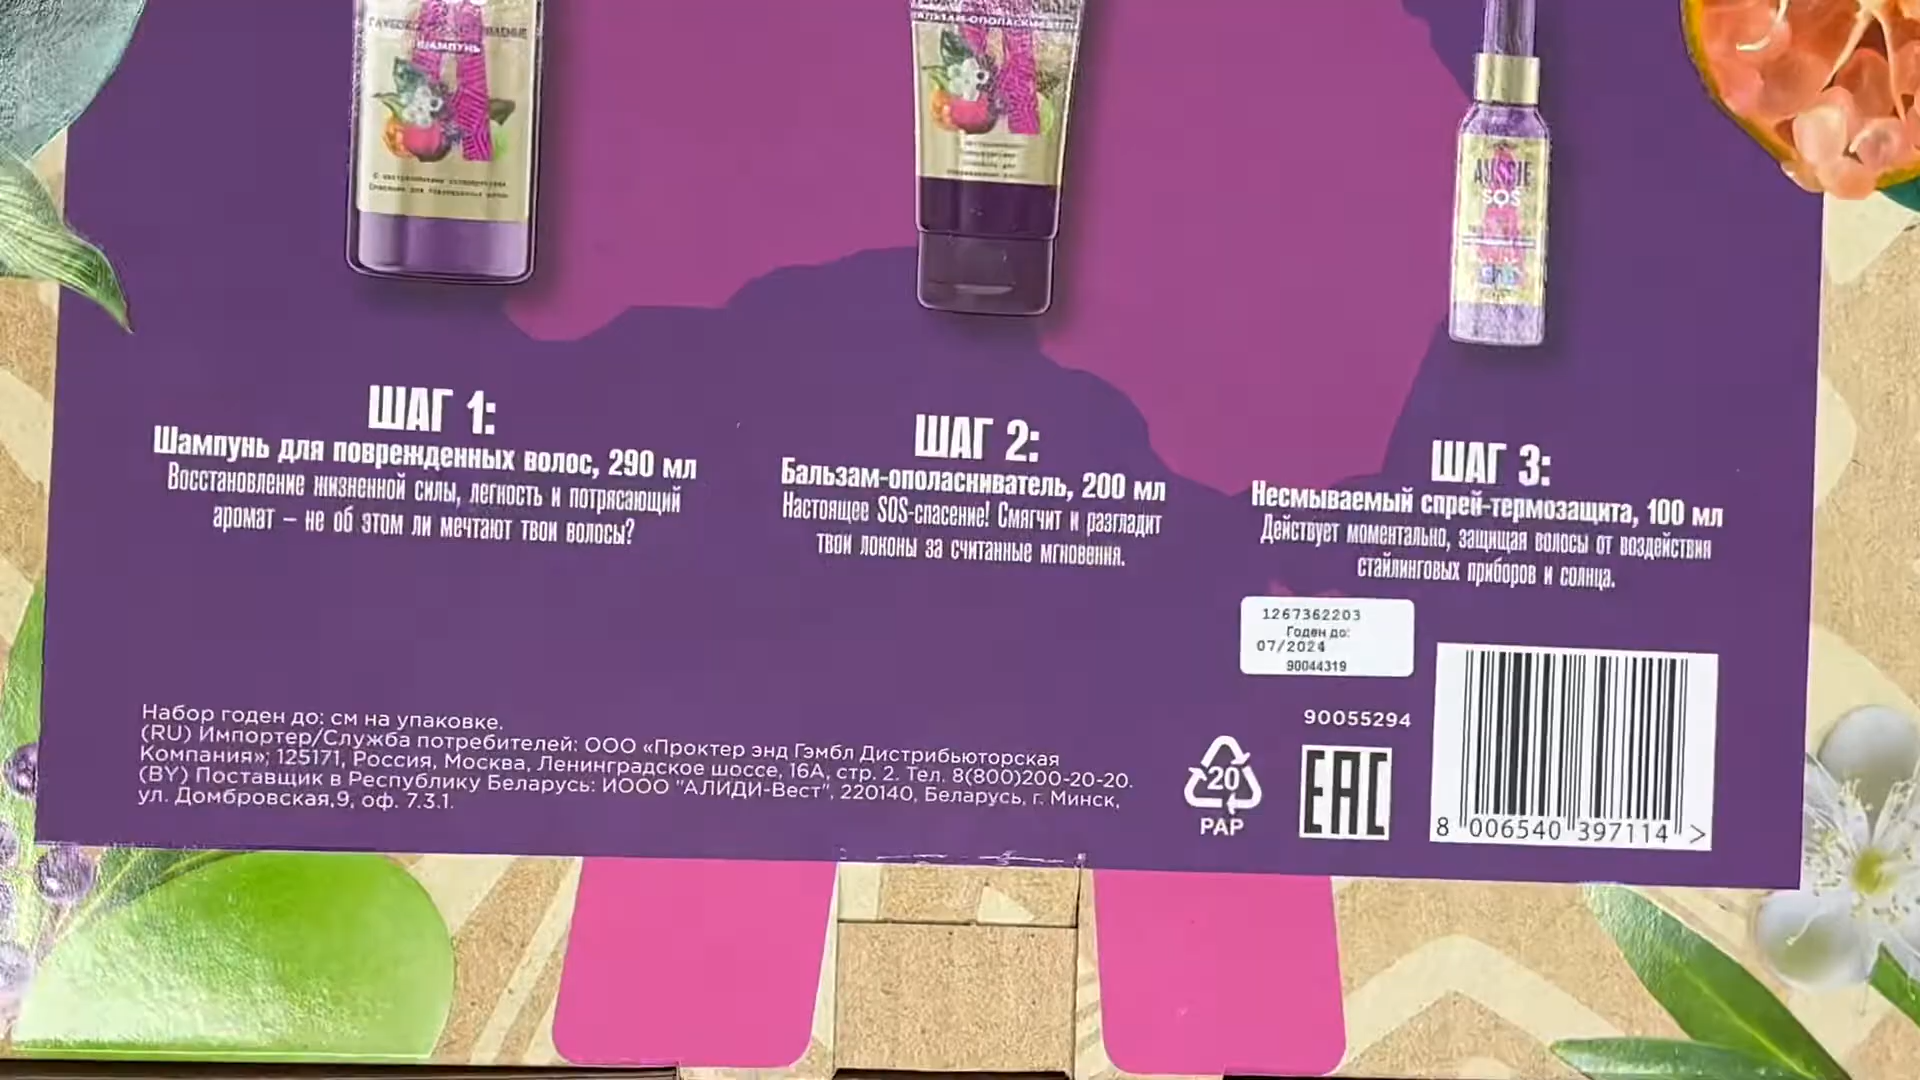 ШАМПУНЬ
БАЛЬЗАМ-ОПОЛАСКИВАТЕЛЬ
AUSSIE
SOS
ШАГ 1:
Шампунь для поврежденных волос, 290 мл
Восстановление жизненной силы, легкость и потрясающий
аромат – не об этом ли мечтают твои волосы?
ШАГ 2:
Бальзам-ополаскиватель, 200 мл
Настоящее SOS-спасение! Смягчит и разгладит
твои локоны за считанные мгновения.
ШАГ 3:
Несмываемый спрей-термозащита, 100 мл
Действует моментально, защищая волосы от воздействия
стайлинговых приборов и солнца.
1267362203
Годен до:
07/2024
90044319
Набор годен до: см на упаковке.
(RU) Импортер/Служба потребителей: ООО «Проктер энд Гэмбл Дистрибьюторская
Компания»; 125171, Россия, Москва, Ленинградское шоссе, 16А, стр. 2. Тел. 8(800)200-20-20.
(BY) Поставщик в Республику Беларусь: ИООО "АЛИДИ-Вест", 220140, Беларусь, г. Минск,
ул. Домбровская,9, оф. 7.3.1.
20
PAP
90055294
EAC
8 006540 397114 >